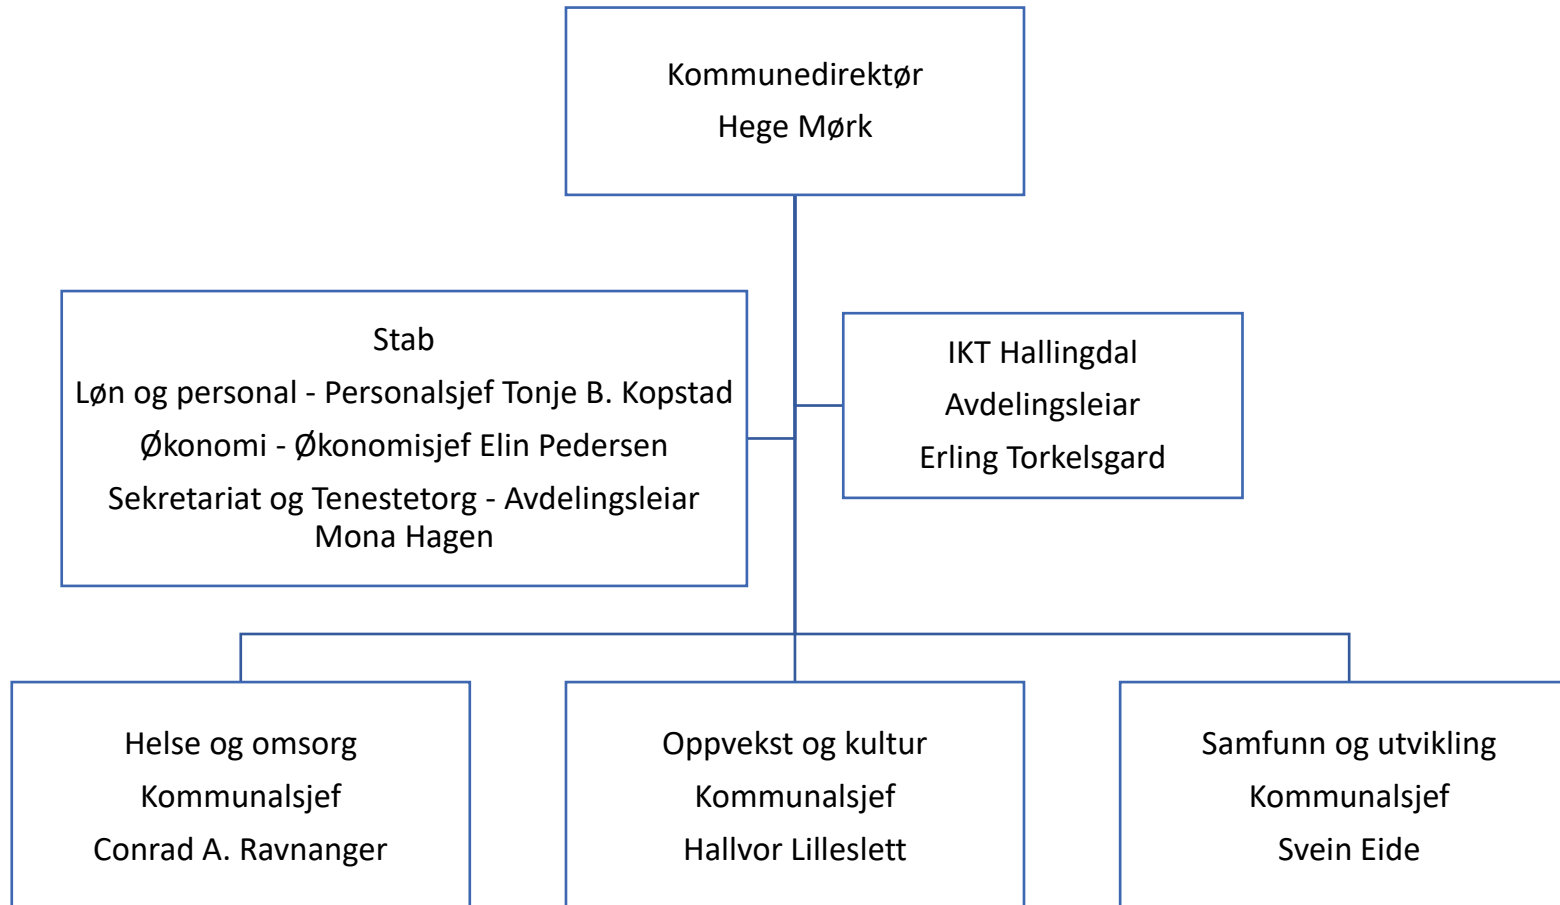 Kommunedirektør
Hege Mørk
Stab
Løn og personal - Personalsjef Tonje B. Kopstad
Økonomi - Økonomisjef Elin Pedersen
Sekretariat og Tenestetorg - Avdelingsleiar
Mona Hagen
IKT Hallingdal
Avdelingsleiar
Erling Torkelsgard
Helse og omsorg
Kommunalsjef
Conrad A. Ravnanger
Oppvekst og kultur
Kommunalsjef
Hallvor Lilleslett
Samfunn og utvikling
Kommunalsjef
Svein Eide